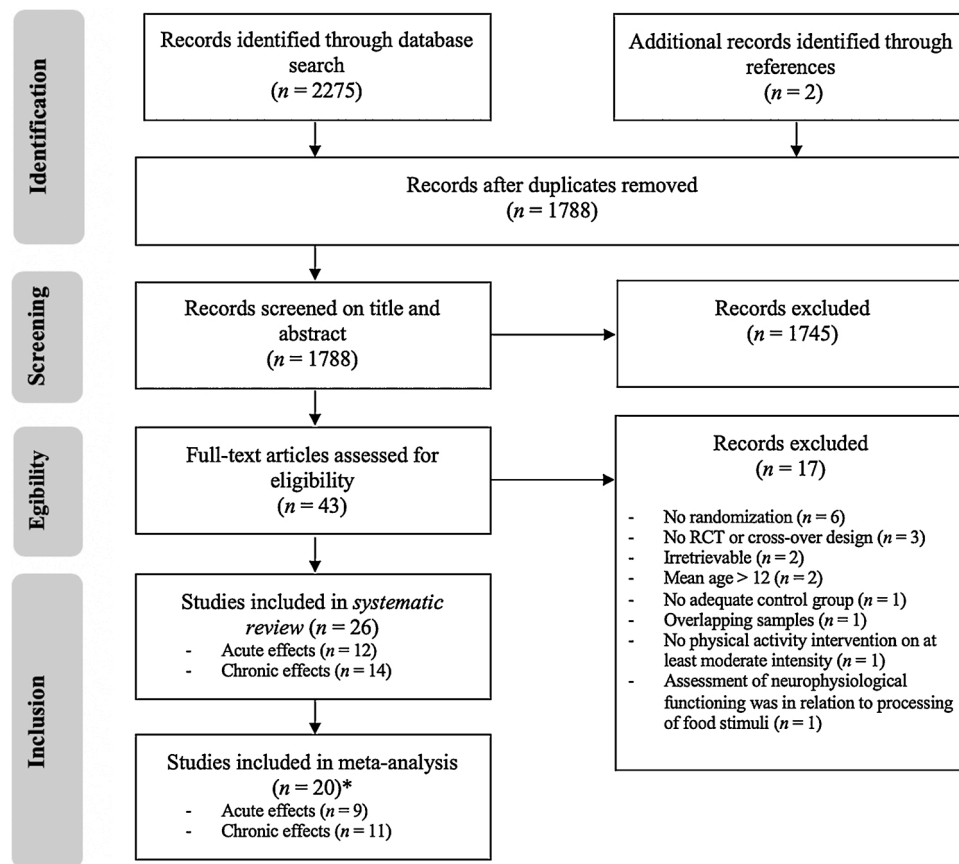 Identification
Records identified through database
search
(n = 2275)
Additional records identified through
references
(n = 2)
Records after duplicates removed
(n = 1788)
Screening
Records screened on title and
abstract
(n = 1788)
Records excluded
(n = 1745)
Egibility
Full-text articles assessed for
eligibility
(n = 43)
Records excluded
(n = 17)
- No randomization (n = 6)
- No RCT or cross-over design (n = 3)
- Irretrievable (n = 2)
- Mean age > 12 (n = 2)
- No adequate control group (n = 1)
- Overlapping samples (n = 1)
- No physical activity intervention on at
least moderate intensity (n = 1)
- Assessment of neurophysiological
functioning was in relation to processing
of food stimuli (n = 1)
Inclusion
Studies included in systematic
review (n = 26)
- Acute effects (n = 12)
- Chronic effects (n = 14)
Studies included in meta-analysis
(n = 20)*
- Acute effects (n = 9)
- Chronic effects (n = 11)